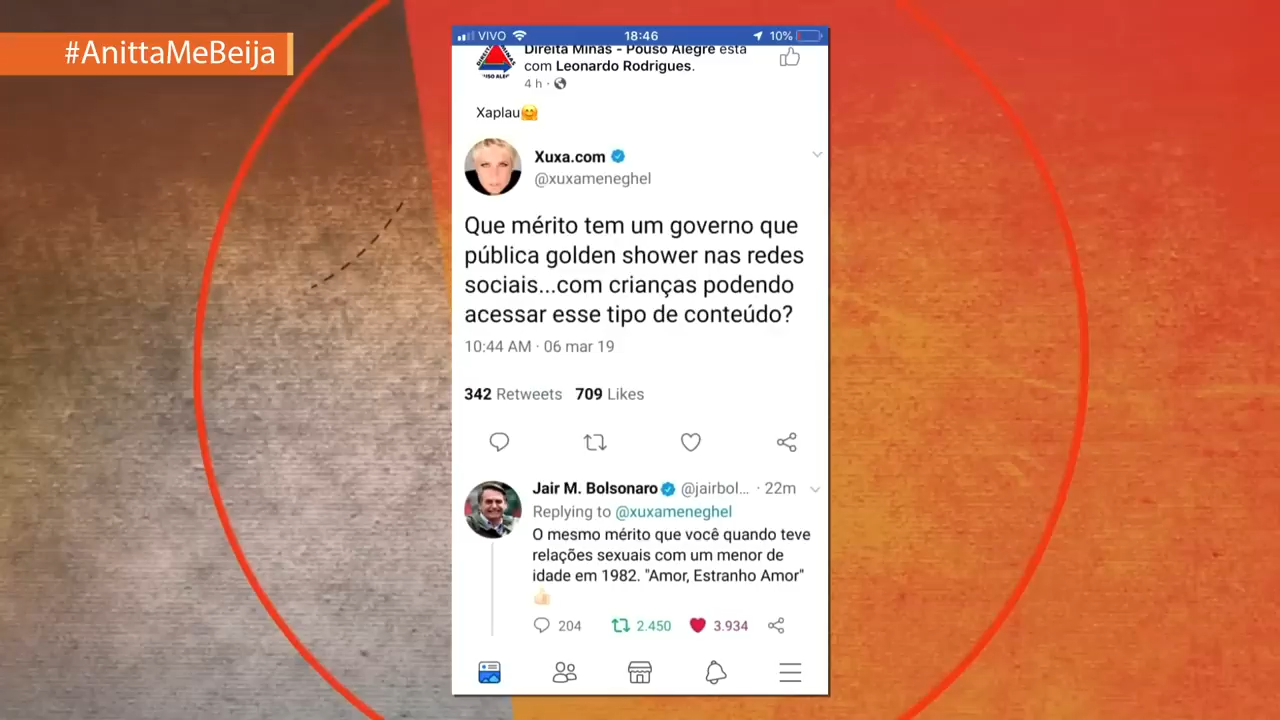 #AnittaMeBeija
VIVO 18:46 10%
Direita Minas - Pouso Alegre está
com Leonardo Rodrigues.
4 h ·
Xaplau🤗
Xuxa.com
@xuxameneghel
Que mérito tem um governo que
pública golden shower nas redes
sociais...com crianças podendo
acessar esse tipo de conteúdo?
10:44 AM · 06 mar 19
342 Retweets 709 Likes
Jair M. Bolsonaro @jairbol... · 22m
Replying to @xuxameneghel
O mesmo mérito que você quando teve
relações sexuais com um menor de
idade em 1982. "Amor, Estranho Amor"
👍🏻
204 2.450 3.934